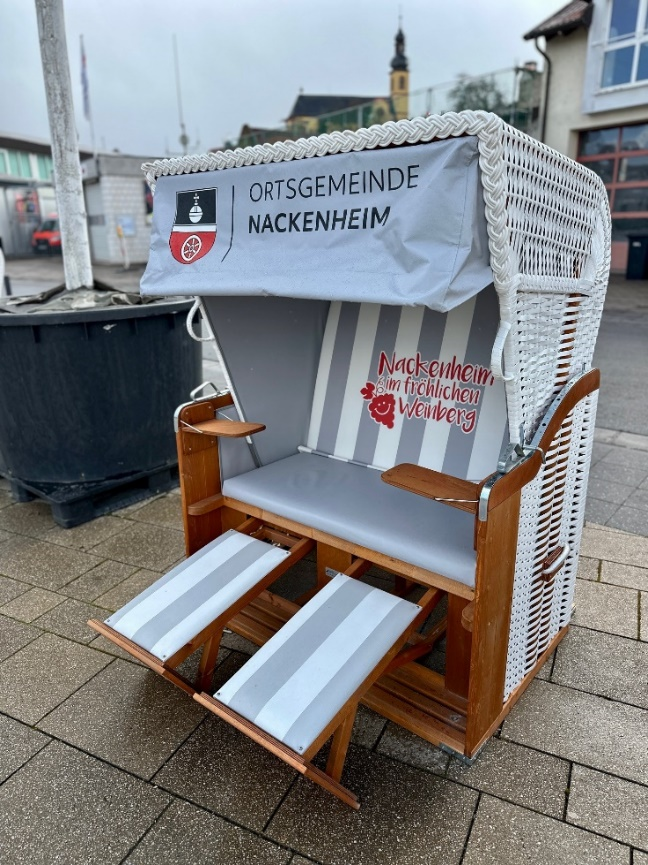 ORTSGEMEINDE
NACKENHEIM
Nackenheim
im fröhlichen
Weinberg